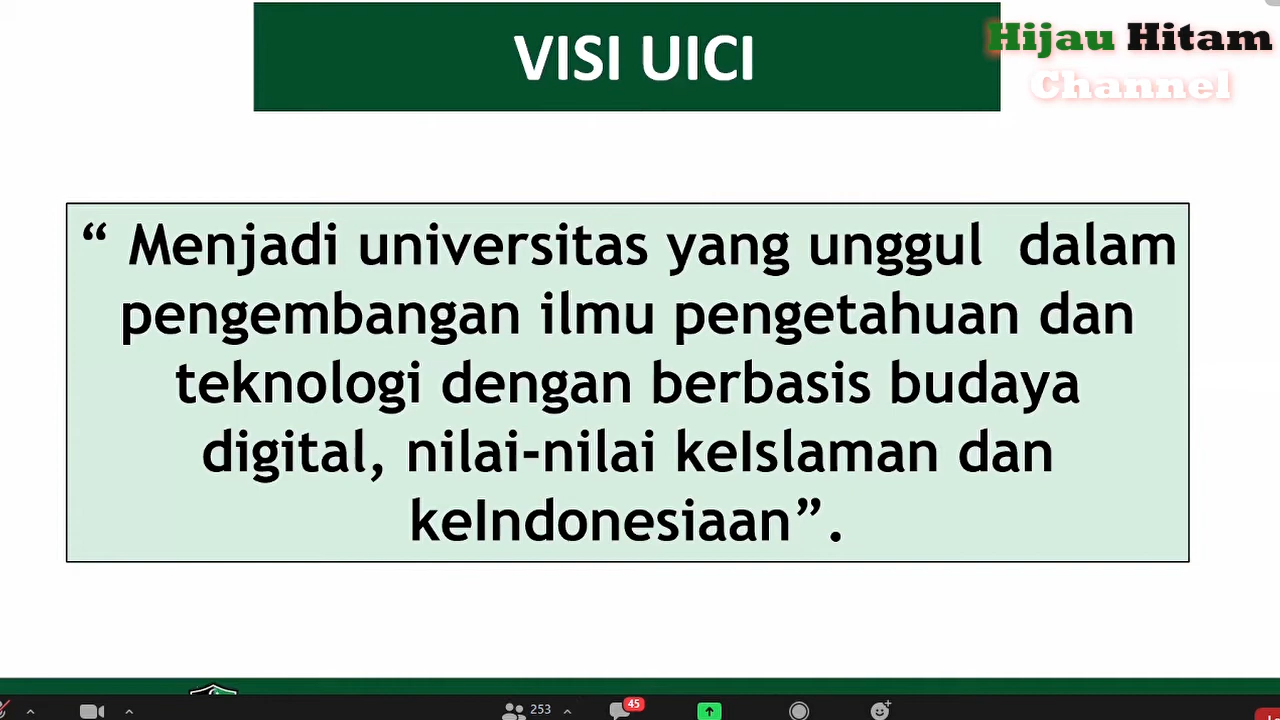 VISI UICI
Hijau Hitam
Channel
“ Menjadi universitas yang unggul  dalam
pengembangan ilmu pengetahuan dan
teknologi dengan berbasis budaya
digital, nilai-nilai keIslaman dan
keIndonesiaan”.
253
45